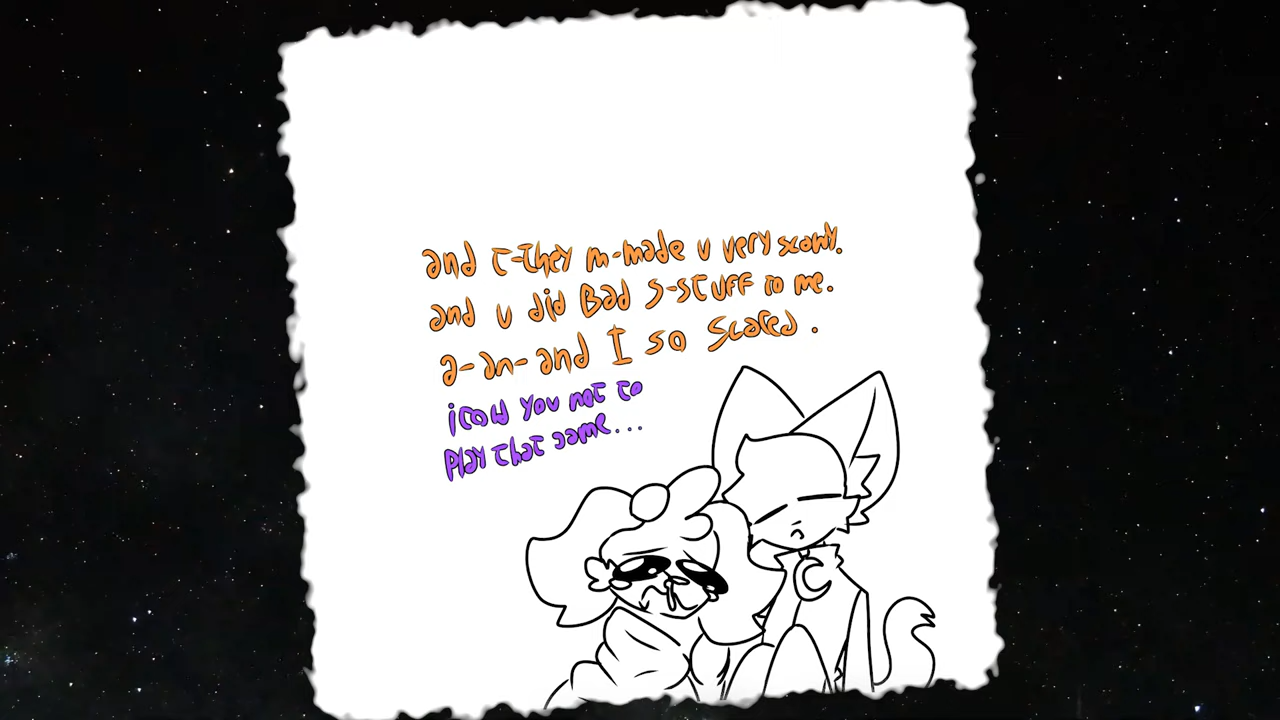 and t-they m-made u very scawy.
and u did Bad s-stuff to me.
a-an-and I so scared.
i told you not to
play that game...